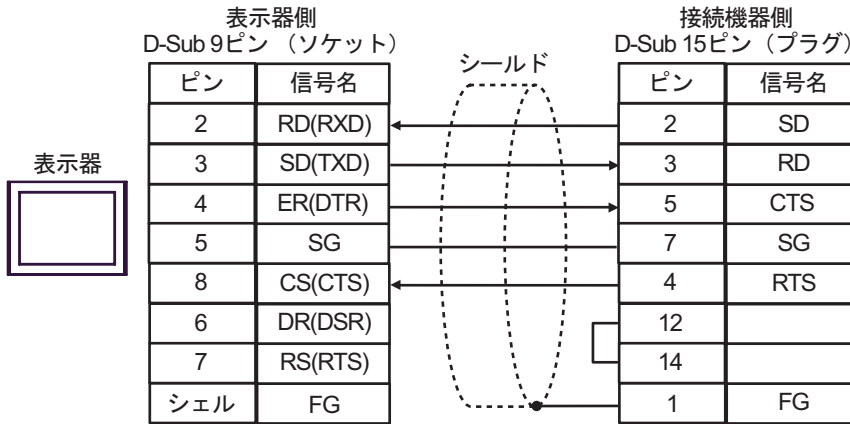 表示器側
D-Sub 9ピン （ソケット）
接続機器側
D-Sub 15ピン （プラグ）
シールド
表示器
ピン 信号名 ピン 信号名
2 RD(RXD) 2 SD
3 SD(TXD) 3 RD
4 ER(DTR) 5 CTS
5 SG 7 SG
8 CS(CTS) 4 RTS
6 DR(DSR) 12
7 RS(RTS) 14
シェル FG 1 FG